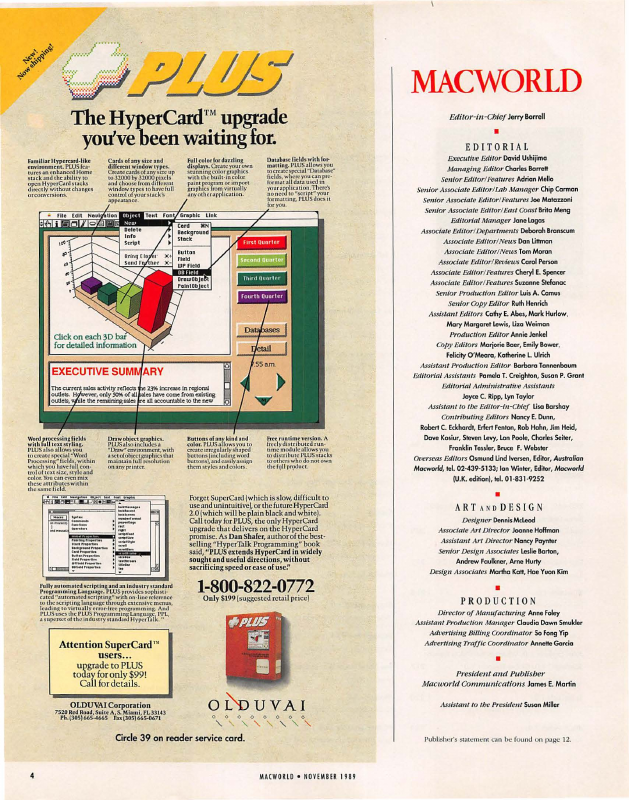 New!
Now shipping!
PLUS
The HyperCard™ upgrade
you've been waiting for.
Familiar Hypercard-like
environment. PLUS fea-
tures an enhanced Home
stack and the ability to
open HyperCard stacks
directly without changes
or conversions.
Cards of any size and
different window types.
Create cards of any size up
to 32000 by 32000 pixels
and choose from different
window types to have full
control of your stack's
appearance.
Full color for dazzling
displays. Create your own
stunning color graphics
with the built-in color
paint program or import
graphics from virtually
any other application.
Database fields with for-
matting. PLUS allows you
to create special "Database"
fields, where you can per-
format all data used in
your application. There's
no need to "script" your
formatting, PLUS does it
for you.
File Edit Navigation Object Text Font Graphic Link
New
Delete
Info
Script
Bring Closer
Send Further
Card ⌘N
Background
Stack
Button
Field
WP Field
DB Field
DrawObject
PaintObject
First Quarter
Second Quarter
Third Quarter
Fourth Quarter
Click on each 3D bar
for detailed information
Databases
Detail
7:55 am
EXECUTIVE SUMMARY
The current sales activity reflects the 23% increase in regional
outlets. However, only 30% of all sales have come from existing
outlets, while the remaining sales are all accountable to the new
Word processing fields
with full text styling.
PLUS also allows you
to create special "Word
Processing" fields, within
which you have full con-
trol of text size, style and
color. You can even mix
these attributes within
the same field.
Draw object graphics.
PLUS also includes a
"Draw" environment, with
a set of object graphics that
maintain full resolution
on any printer.
Buttons of any kind and
color. PLUS allows you to
create irregularly shaped
buttons (including word
buttons), and easily assign
them styles and colors.
Free runtime version. A
freely distributed run-
time module allows you
to distribute PLUS stacks
to others who do not own
the full product.
Fully automated scripting and an industry standard
Programming Language. PLUS provides sophisti-
cated "automated scripting" with on-line reference
to the scripting language through extensive menus,
leading to virtually error-free programming. And
PLUS uses the PLUS Programming Language, PPL,
a superset of the industry standard HyperTalk.™
Forget SuperCard (which is slow, difficult to
use and unintuitive), or the future HyperCard
2.0 (which will be plain black and white).
Call today for PLUS, the only HyperCard
upgrade that delivers on the HyperCard
promise. As Dan Shafer, author of the best-
selling "HyperTalk Programming" book
said, "PLUS extends HyperCard in widely
sought and useful directions, without
sacrificing speed or ease of use."
1-800-822-0772
Only $199 (suggested retail price)
PLUS
Attention SuperCard™
users...
upgrade to PLUS
today for only $99!
Call for details.
OLDUVAI Corporation
7520 Red Road, Suite A, S. Miami, FL 33143
Ph. (305) 665-4665 Fax (305) 665-0671
OLDUVAI
Circle 39 on reader service card.
MACWORLD
Editor-in-Chief Jerry Borrell
EDITORIAL
Executive Editor David Ushijima
Managing Editor Charles Barrett
Senior Editor/Features Adrian Mello
Senior Associate Editor/Lab Manager Chip Carman
Senior Associate Editor/Features Joe Matazzoni
Senior Associate Editor/East Coast Brita Meng
Editorial Manager Jane Lagas
Associate Editor/Departments Deborah Branscum
Associate Editor/News Dan Littman
Associate Editor/News Tom Moran
Associate Editor/Reviews Carol Person
Associate Editor/Features Cheryl E. Spencer
Associate Editor/Features Suzanne Stefanac
Senior Production Editor Luis A. Camus
Senior Copy Editor Ruth Henrich
Assistant Editors Cathy E. Abes, Mark Hurlow,
Mary Margaret Lewis, Liza Weiman
Production Editor Annie Jenkel
Copy Editors Marjorie Baer, Emily Bower,
Felicity O'Meara, Katherine L. Ulrich
Assistant Production Editor Barbara Tannenbaum
Editorial Assistants Pamela T. Creighton, Susan P. Grant
Editorial Administrative Assistants
Joyce C. Ripp, Lyn Taylor
Assistant to the Editor-in-Chief Lisa Barshay
Contributing Editors Nancy E. Dunn,
Robert C. Eckhardt, Erfert Fenton, Rob Hahn, Jim Heid,
Dave Kosiur, Steven Levy, Lon Poole, Charles Seiter,
Franklin Tessler, Bruce F. Webster
Overseas Editors Osmund Lind Iversen, Editor, Australian
Macworld, tel. 02-439-5133; Ian Winter, Editor, Macworld
(U.K. edition), tel. 01-831-9252
ART AND DESIGN
Designer Dennis McLeod
Associate Art Director Joanne Hoffman
Assistant Art Director Nancy Paynter
Senior Design Associates Leslie Barton,
Andrew Faulkner, Arne Hurty
Design Associates Martha Katt, Hae Yuon Kim
PRODUCTION
Director of Manufacturing Anne Foley
Assistant Production Manager Claudia Dawn Smukler
Advertising Billing Coordinator So Fong Yip
Advertising Traffic Coordinator Annette Garcia
President and Publisher
Macworld Communications James E. Martin
Assistant to the President Susan Miller
Publisher's statement can be found on page 12.
4
MACWORLD • NOVEMBER 1989